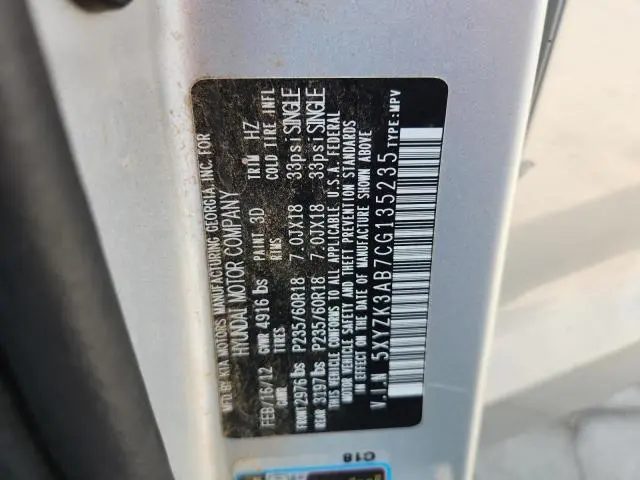 MFD BY KIA MOTORS MANUFACTURING GEORGIA, INC. FOR
HYUNDAI MOTOR COMPANY
FEB/16/12 GVWR 4916 lbs PAINT 3D TRIM HZ
GAWR TIRES RIMS COLD TIRE INFL
FRONT 2976 lbs P235/60R18 7.0JX18 33psi SINGLE
REAR 3197 lbs P235/60R18 7.0JX18 33psi SINGLE
THIS VEHICLE CONFORMS TO ALL APPLICABLE U.S.A. FEDERAL
MOTOR VEHICLE SAFETY AND THEFT PREVENTION STANDARDS
IN EFFECT ON THE DATE OF MANUFACTURE SHOWN ABOVE.
V.I.N 5XYZK3AB7CG135235 TYPE:MPV
C18